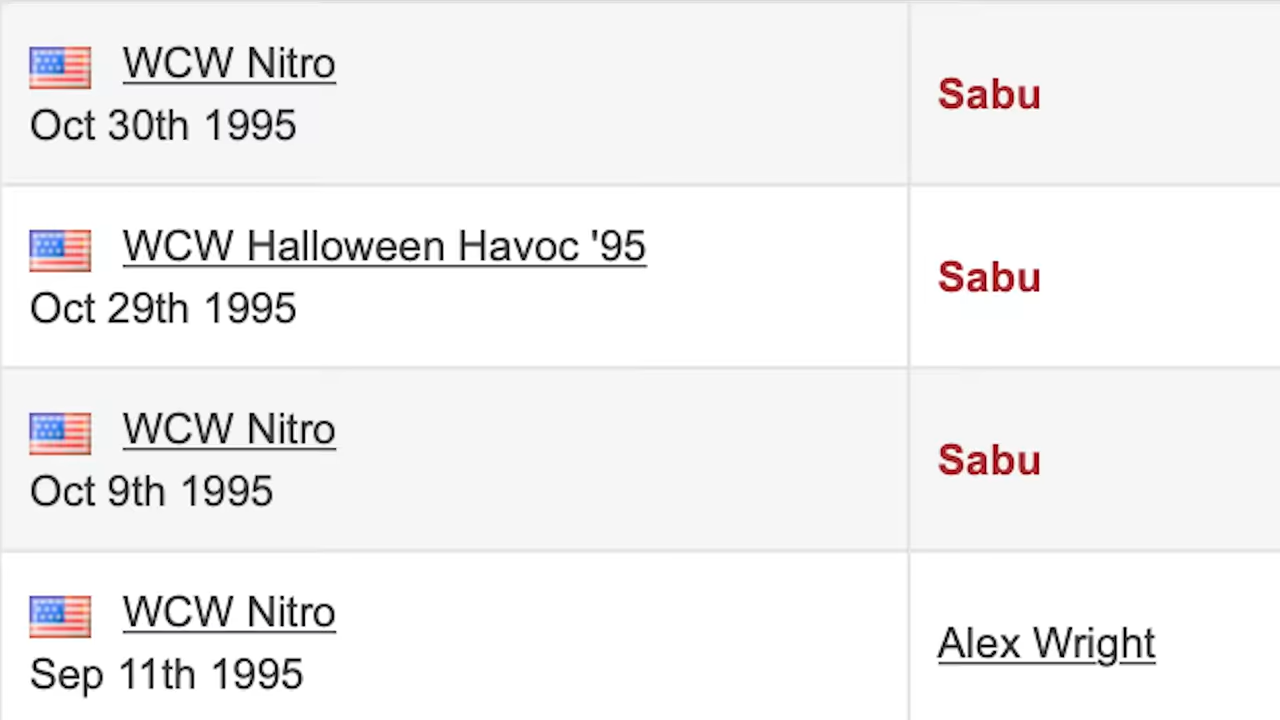 WCW Nitro
Oct 30th 1995
Sabu
WCW Halloween Havoc '95
Oct 29th 1995
Sabu
WCW Nitro
Oct 9th 1995
Sabu
WCW Nitro
Sep 11th 1995
Alex Wright